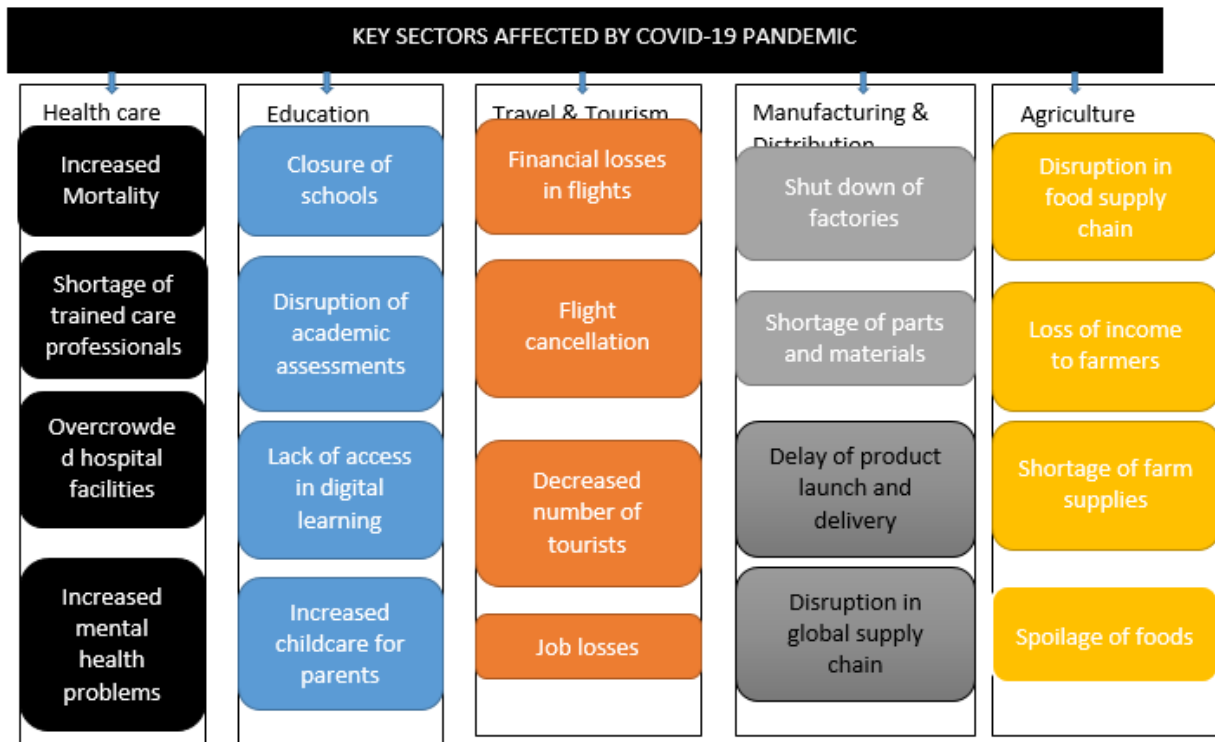 KEY SECTORS AFFECTED BY COVID-19 PANDEMIC
Health care
Increased
Mortality
Shortage of
trained care
professionals
Overcrowde
d hospital
facilities
Increased
mental
health
problems
Education
Closure of
schools
Disruption of
academic
assessments
Lack of access
in digital
learning
Increased
childcare for
parents
Travel & Tourism
Financial losses
in flights
Flight
cancellation
Decreased
number of
tourists
Job losses
Manufacturing &
Distribution
Shut down of
factories
Shortage of parts
and materials
Delay of product
launch and
delivery
Disruption in
global supply
chain
Agriculture
Disruption in
food supply
chain
Loss of income
to farmers
Shortage of farm
supplies
Spoilage of foods